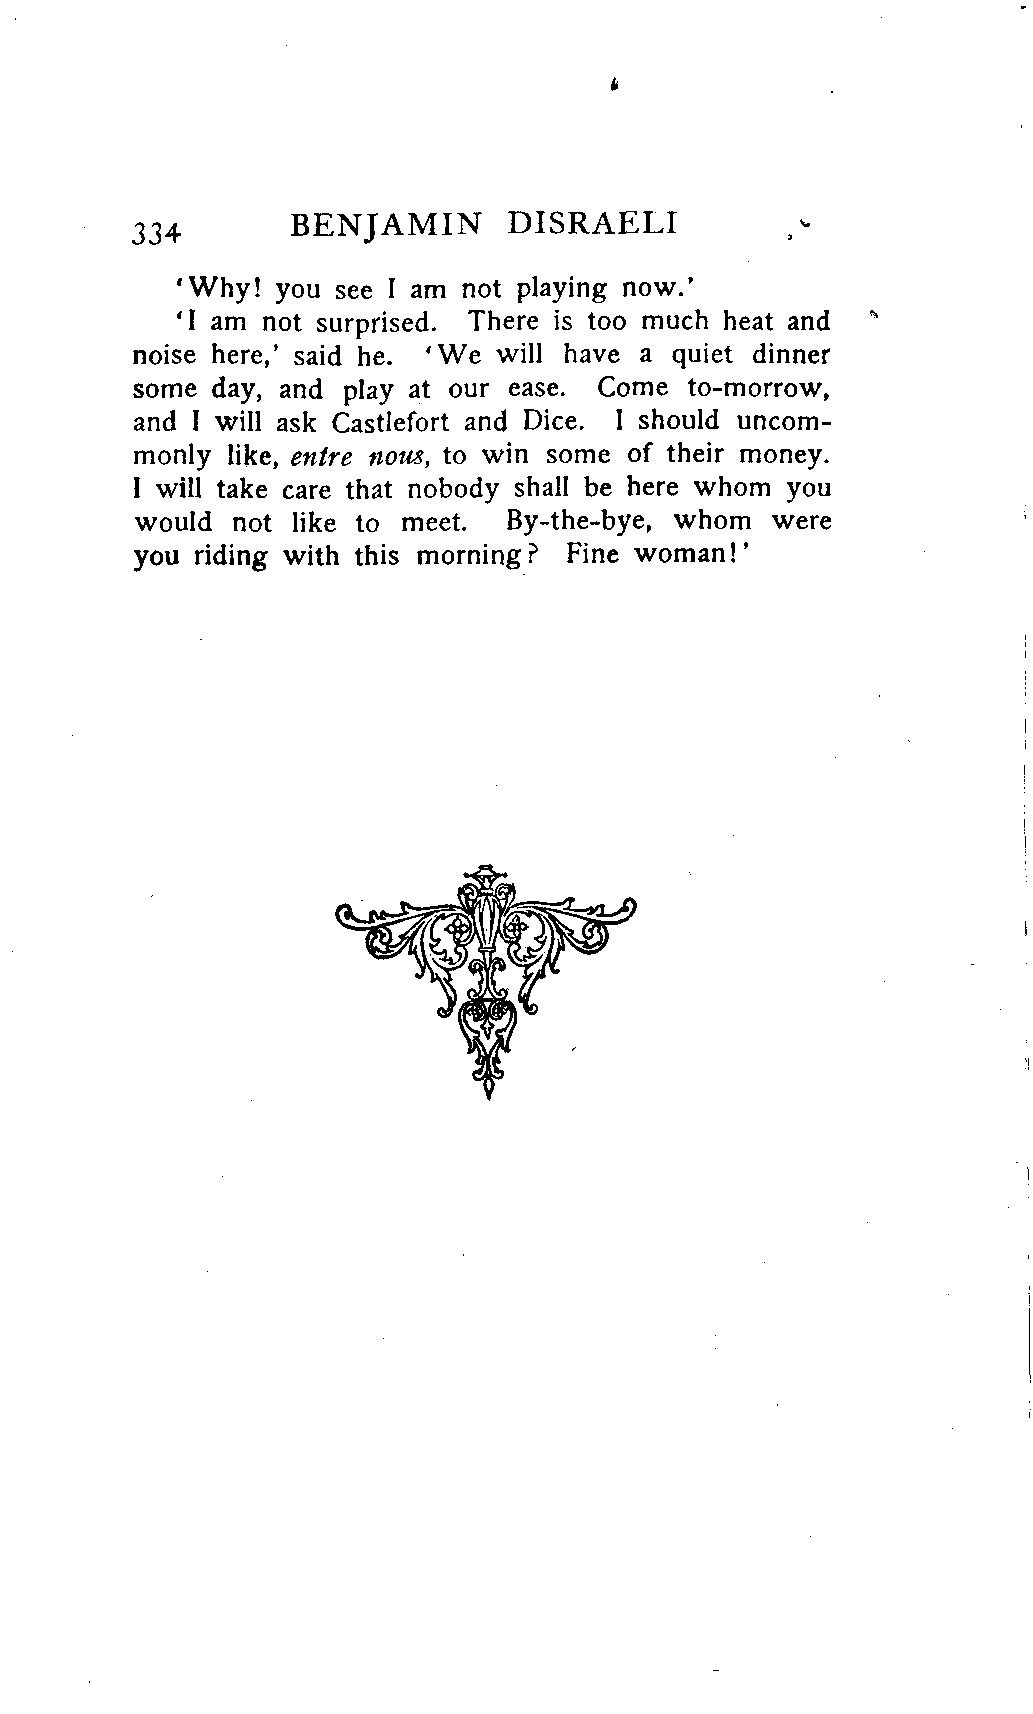 334 BENJAMIN DISRAELI
‘Why! you see I am not playing now.’
‘I am not surprised. There is too much heat and
noise here,’ said he. ‘We will have a quiet dinner
some day, and play at our ease. Come to-morrow,
and I will ask Castlefort and Dice. I should uncom-
monly like, entre nous, to win some of their money.
I will take care that nobody shall be here whom you
would not like to meet. By-the-bye, whom were
you riding with this morning? Fine woman!’